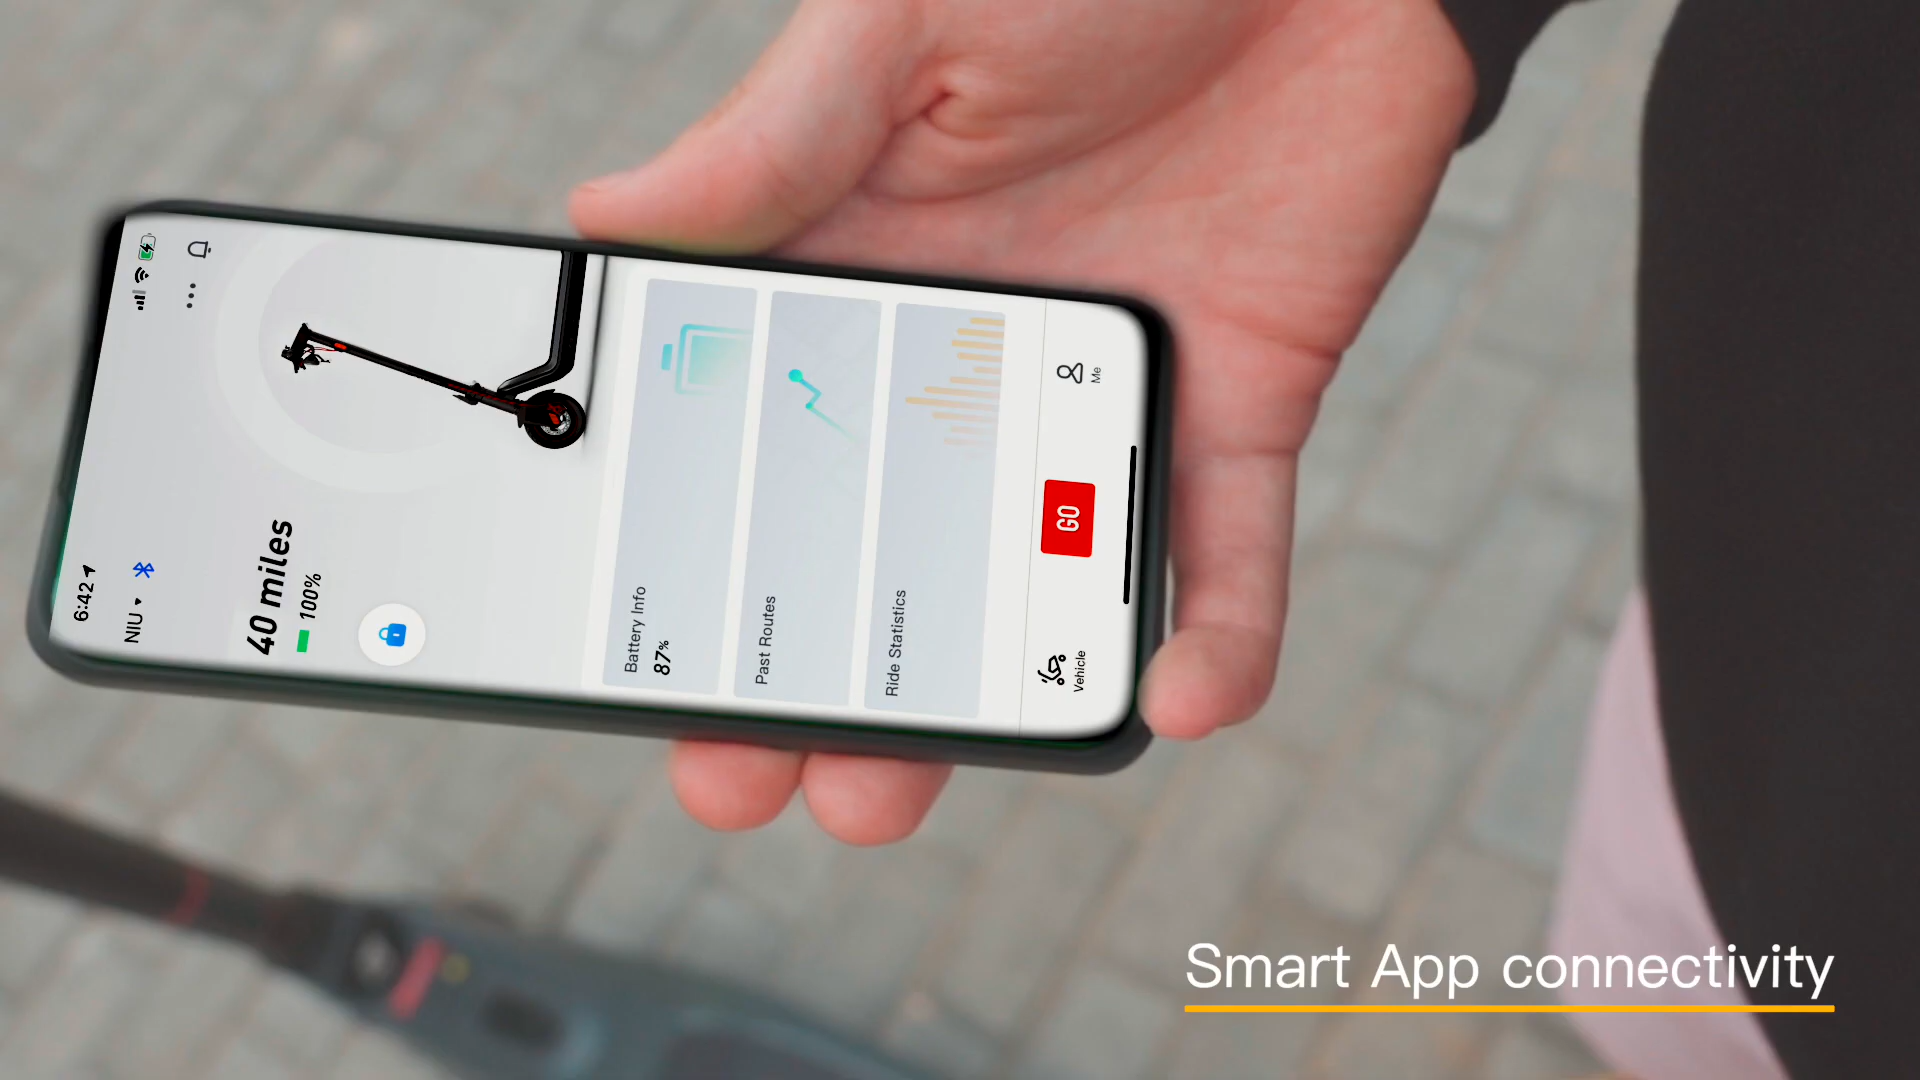 6:42
NIU
40 miles
100%
Battery Info
87%
Past Routes
Ride Statistics
Vehicle
GO
Me
Smart App connectivity